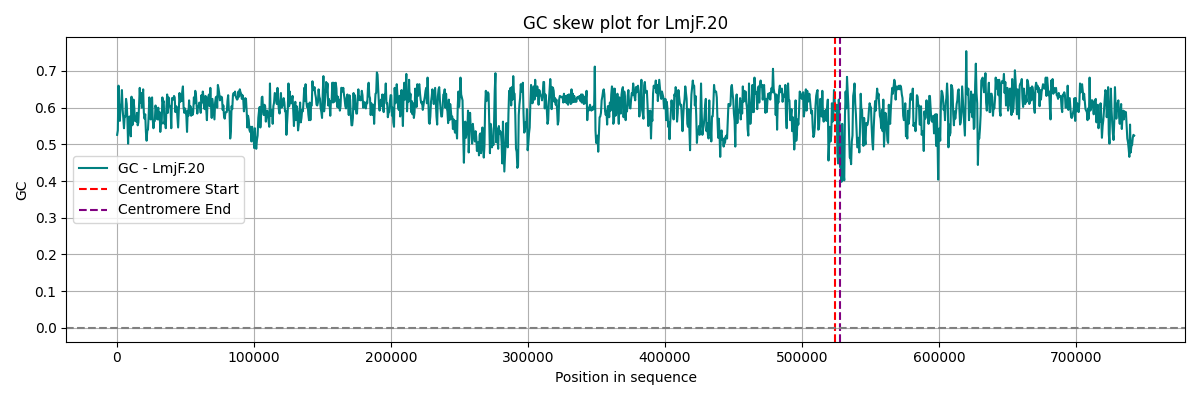 GC skew plot for LmjF.20
GC
0.7
0.6
0.5
0.4
0.3
0.2
0.1
0.0
GC - LmjF.20
Centromere Start
Centromere End
0 100000 200000 300000 400000 500000 600000 700000
Position in sequence